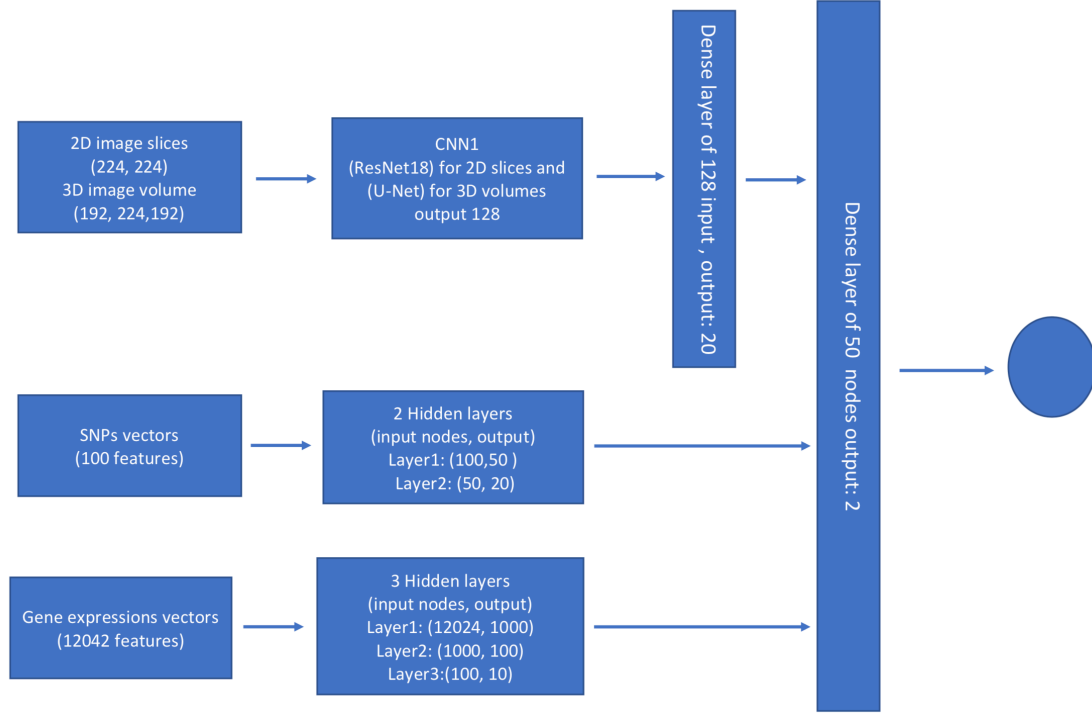 2D image slices
(224, 224)
3D image volume
(192, 224,192)
CNN1
(ResNet18) for 2D slices and
(U-Net) for 3D volumes
output 128
Dense layer of 128 input , output: 20
Dense layer of 50 nodes output: 2
SNPs vectors
(100 features)
2 Hidden layers
(input nodes, output)
Layer1: (100,50 )
Layer2: (50, 20)
Gene expressions vectors
(12042 features)
3 Hidden layers
(input nodes, output)
Layer1: (12024, 1000)
Layer2: (1000, 100)
Layer3:(100, 10)